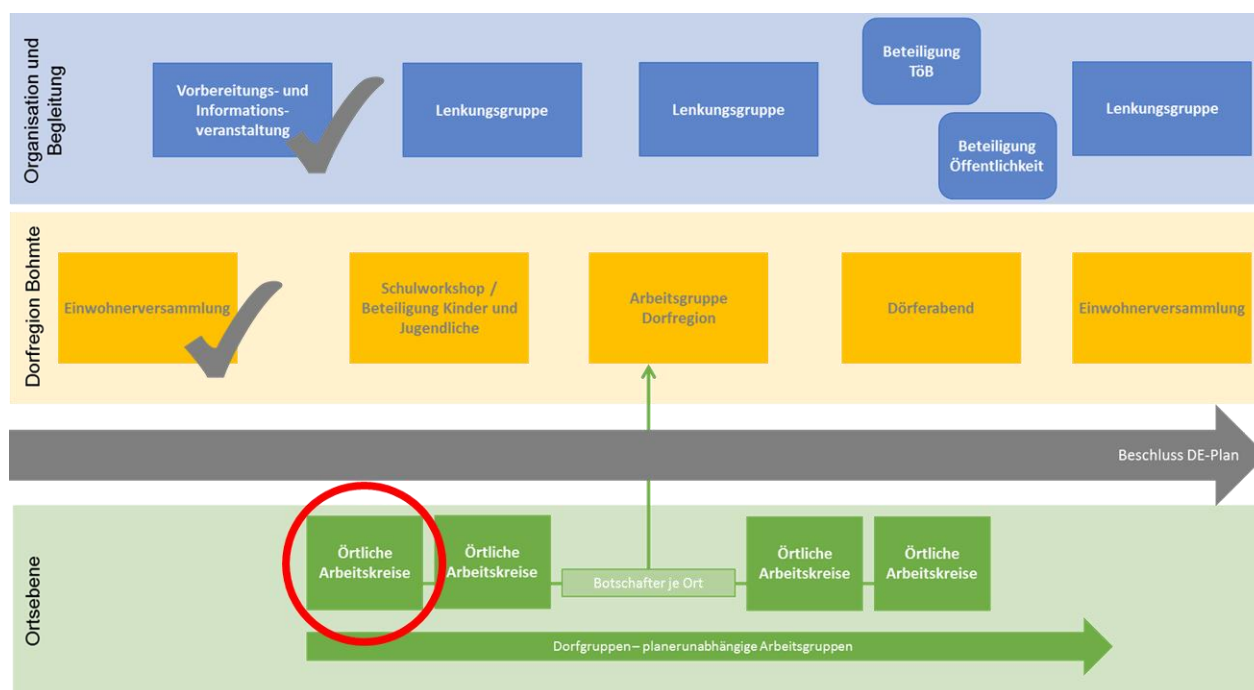 Organisation und
Begleitung
Vorbereitungs- und
Informations-
veranstaltung
Lenkungsgruppe
Lenkungsgruppe
Beteiligung
TöB
Beteiligung
Öffentlichkeit
Lenkungsgruppe
Dorfregion Bohmte
Einwohnerversammlung
Schulworkshop /
Beteiligung Kinder und
Jugendliche
Arbeitsgruppe
Dorfregion
Dörferabend
Einwohnerversammlung
Beschluss DE-Plan
Ortsebene
Örtliche
Arbeitskreise
Örtliche
Arbeitskreise
Botschafter je Ort
Örtliche
Arbeitskreise
Örtliche
Arbeitskreise
Dorfgruppen – planerunabhängige Arbeitsgruppen